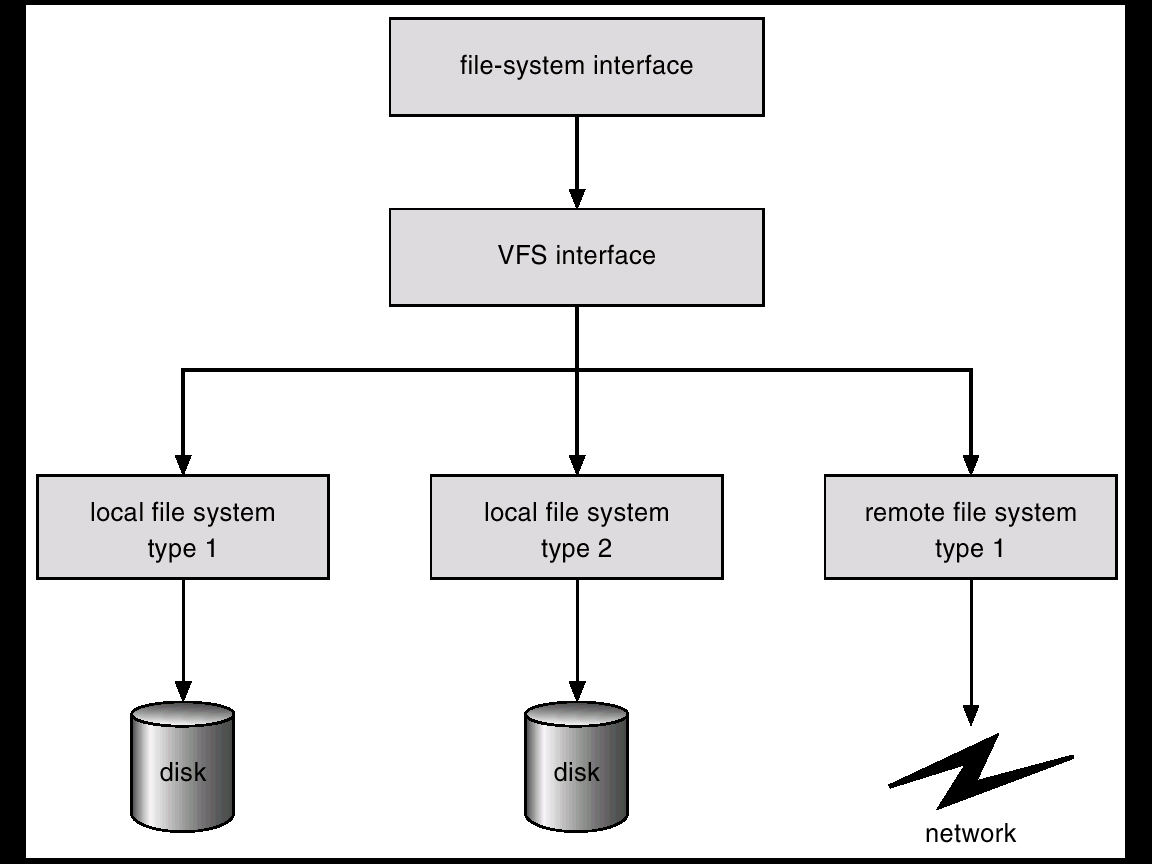 file-system interface
VFS interface
local file system
type 1
local file system
type 2
remote file system
type 1
disk
disk
network